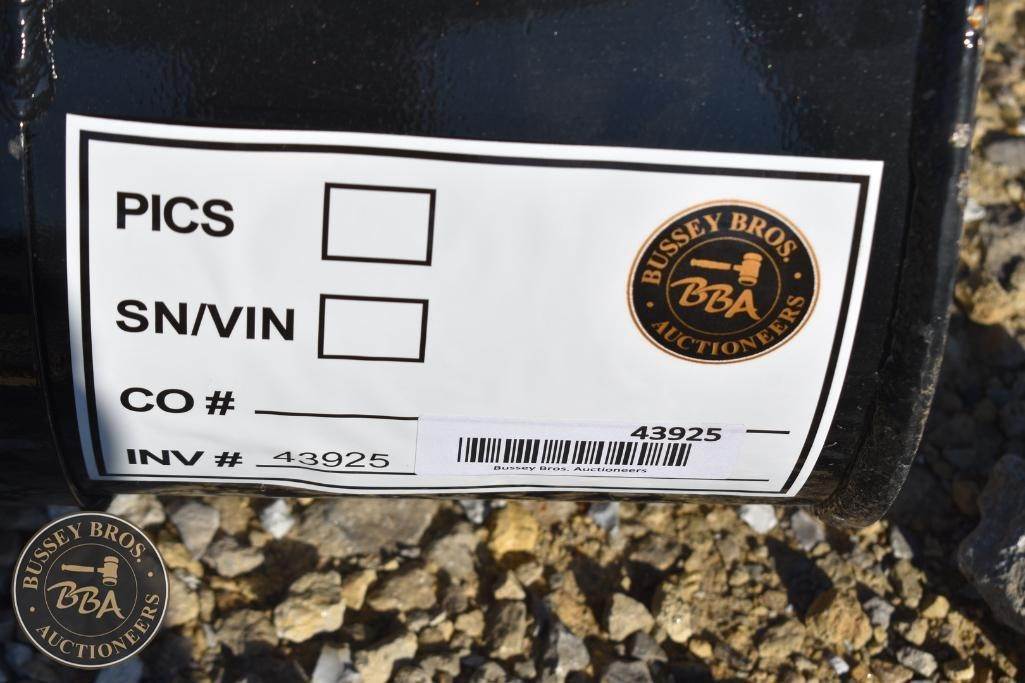 PICS
SN/VIN
CO #
INV # 43925
43925
Bussey Bros. Auctioneers
BUSSEY BROS.
BBA
AUCTIONEERS
BUSSEY BROS.
BBA
AUCTIONEERS